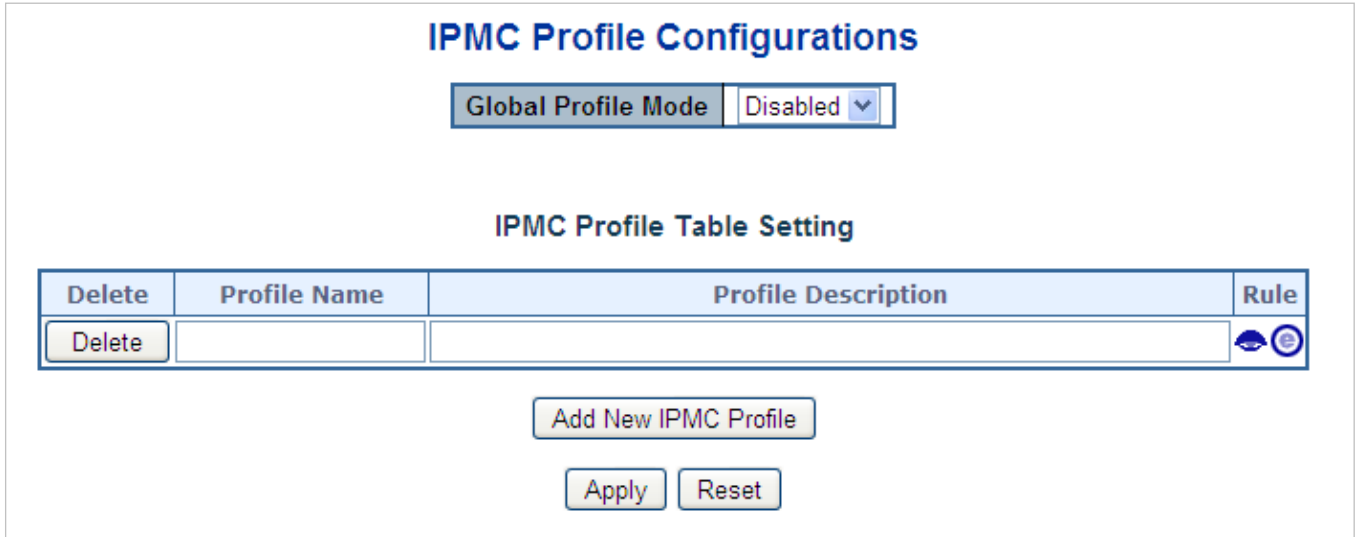 IPMC Profile Configurations
Global Profile Mode Disabled
IPMC Profile Table Setting
Delete Profile Name Profile Description Rule
Delete e
Add New IPMC Profile
Apply Reset